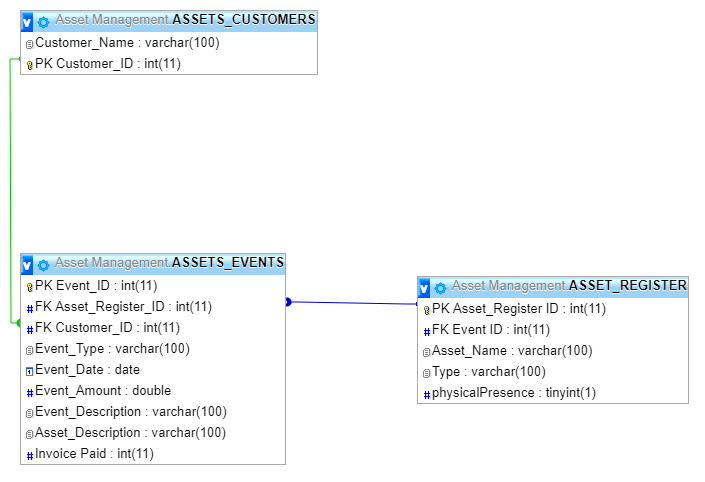 Asset Management ASSETS_CUSTOMERS
Customer_Name : varchar(100)
PK Customer_ID : int(11)
Asset Management ASSETS_EVENTS
PK Event_ID : int(11)
FK Asset_Register_ID : int(11)
FK Customer_ID : int(11)
Event_Type : varchar(100)
Event_Date : date
Event_Amount : double
Event_Description : varchar(100)
Asset_Description : varchar(100)
Invoice Paid : int(11)
Asset Management ASSET_REGISTER
PK Asset_Register ID : int(11)
FK Event ID : int(11)
Asset_Name : varchar(100)
Type : varchar(100)
physicalPresence : tinyint(1)